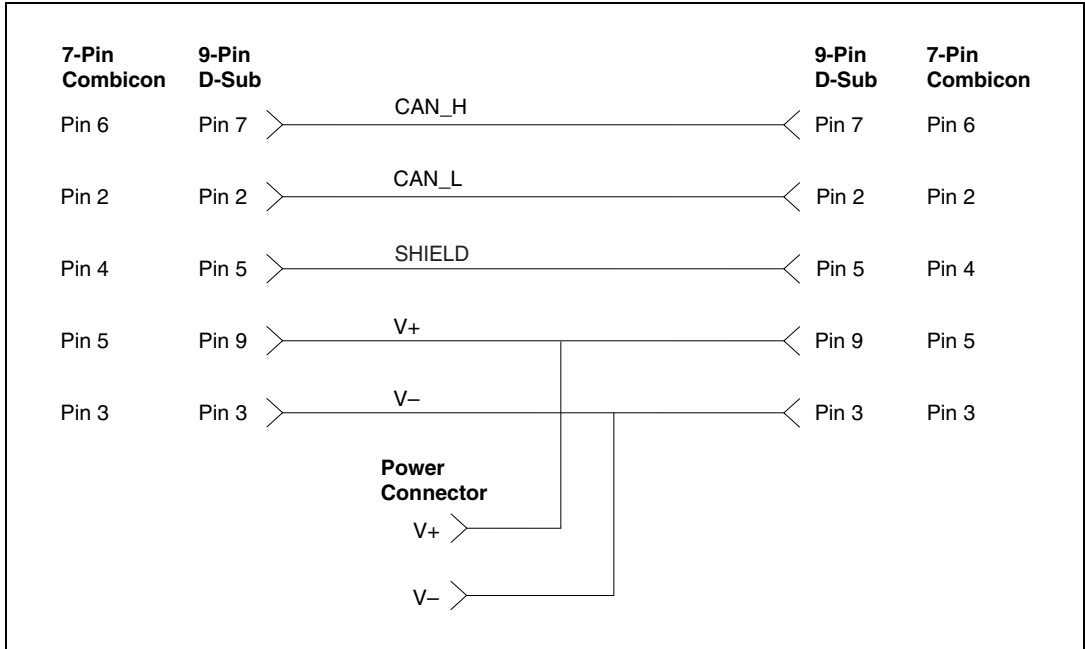 7-Pin Combicon 9-Pin D-Sub 9-Pin D-Sub 7-Pin Combicon
Pin 6 Pin 7 CAN_H Pin 7 Pin 6
Pin 2 Pin 2 CAN_L Pin 2 Pin 2
Pin 4 Pin 5 SHIELD Pin 5 Pin 4
Pin 5 Pin 9 V+ Pin 9 Pin 5
Pin 3 Pin 3 V– Pin 3 Pin 3
Power
Connector
V+
V–